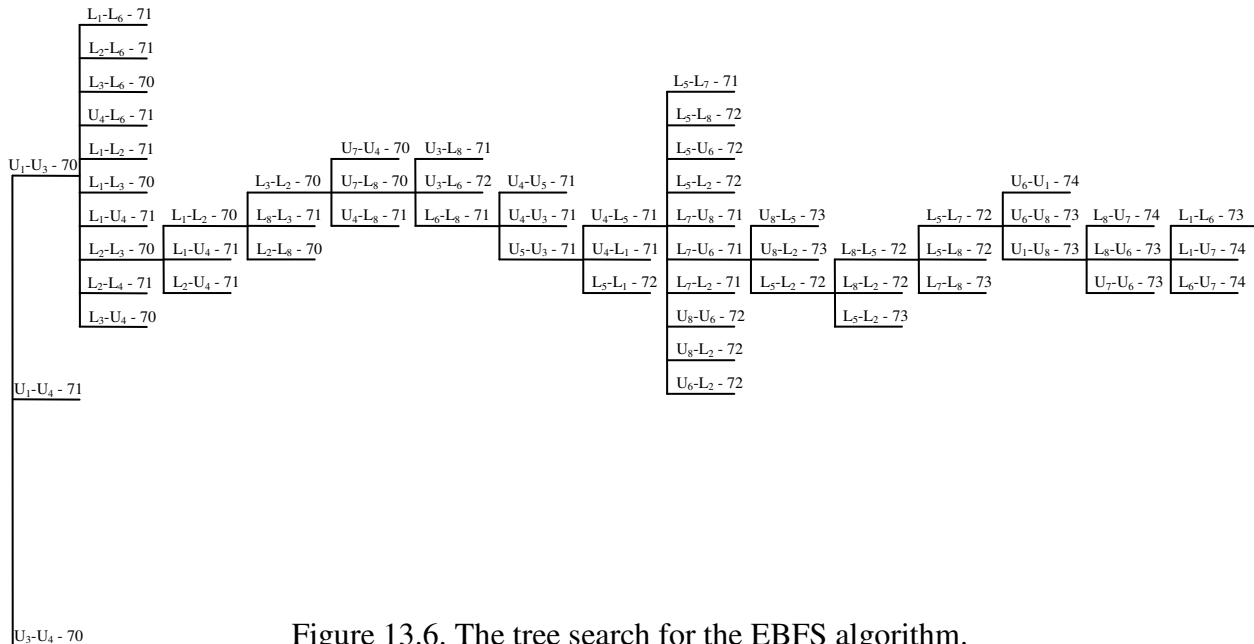 L₁-L₆ - 71
L₂-L₆ - 71
L₃-L₆ - 70
U₄-L₆ - 71
L₁-L₂ - 71
L₁-L₃ - 70
L₁-U₄ - 71
L₂-L₃ - 70
L₂-L₄ - 71
L₃-U₄ - 70
U₁-U₃ - 70
U₁-U₄ - 71
U₃-U₄ - 70
L₁-L₂ - 70
L₁-U₄ - 71
L₂-U₄ - 71
L₃-L₂ - 70
L₈-L₃ - 71
L₂-L₈ - 70
U₇-U₄ - 70
U₇-L₈ - 70
U₄-L₈ - 71
U₃-L₈ - 71
U₃-L₆ - 72
L₆-L₈ - 71
U₄-U₅ - 71
U₄-U₃ - 71
U₅-U₃ - 71
U₄-L₅ - 71
U₄-L₁ - 71
L₅-L₁ - 72
L₅-L₇ - 71
L₅-L₈ - 72
L₅-U₆ - 72
L₅-L₂ - 72
L₇-U₈ - 71
L₇-U₆ - 71
L₇-L₂ - 71
U₈-U₆ - 72
U₈-L₂ - 72
U₆-L₂ - 72
U₈-L₅ - 73
U₈-L₂ - 73
L₅-L₂ - 72
L₈-L₅ - 72
L₈-L₂ - 72
L₅-L₂ - 73
L₅-L₇ - 72
L₅-L₈ - 72
L₇-L₈ - 73
U₆-U₁ - 74
U₆-U₈ - 73
U₁-U₈ - 73
L₈-U₇ - 74
L₈-U₆ - 73
U₇-U₆ - 73
L₁-L₆ - 73
L₁-U₇ - 74
L₆-U₇ - 74
Figure 13.6. The tree search for the EBFS algorithm.